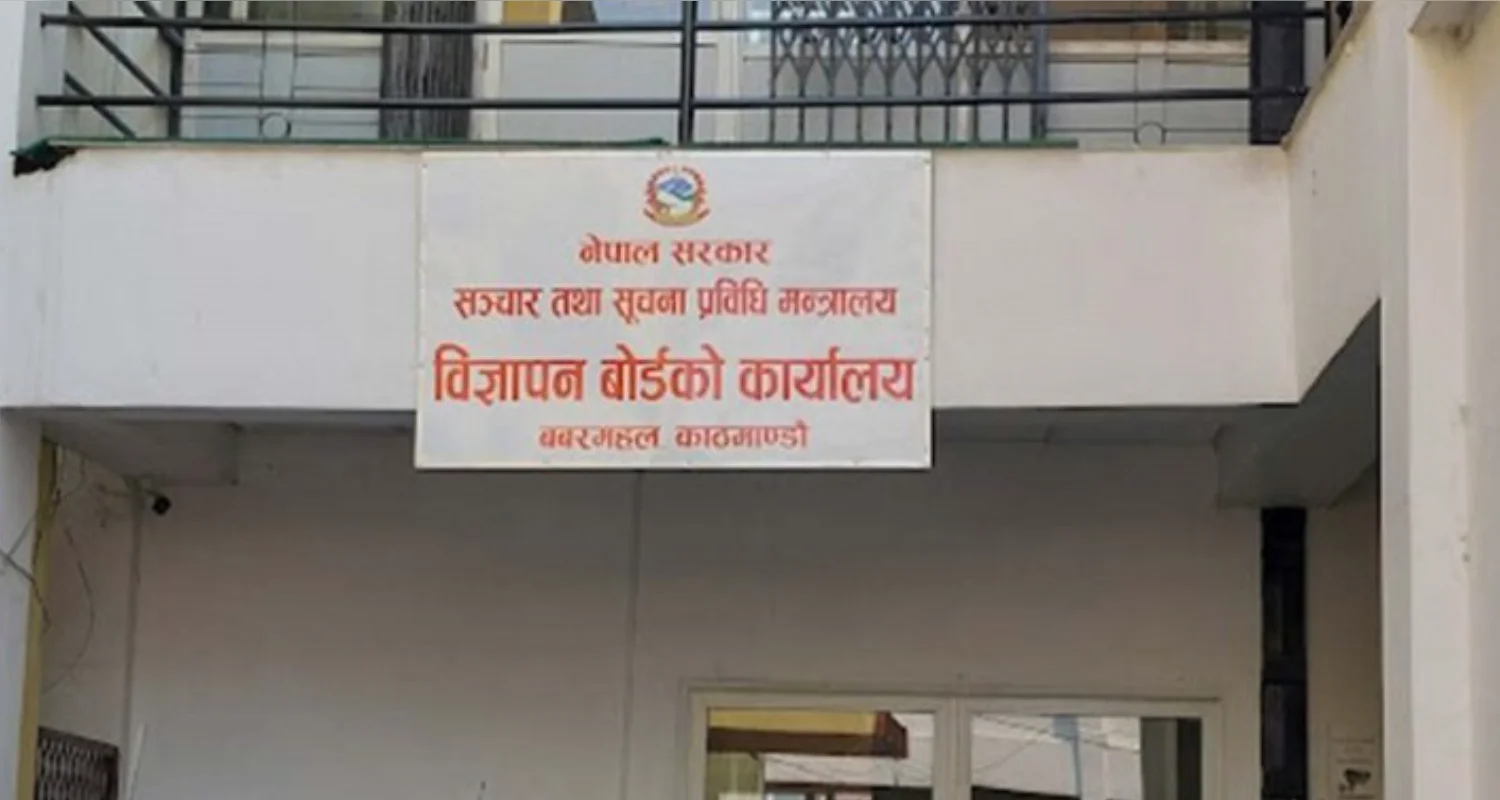 नेपाल सरकार
सञ्चार तथा सूचना प्रविधि मन्त्रालय
विज्ञापन बोर्डको कार्यालय
बबरमहल काठमाण्डौ